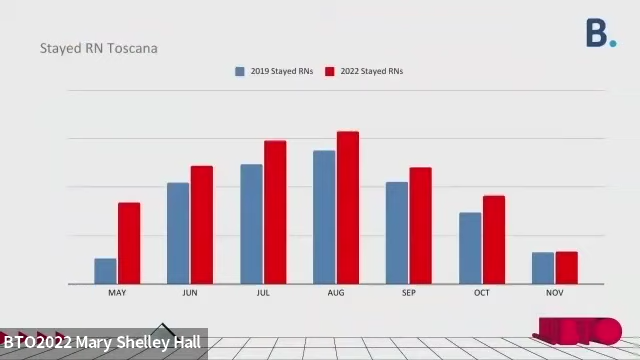 B.
Stayed RN Toscana
2019 Stayed RNs 2022 Stayed RNs
MAY JUN JUL AUG SEP OCT NOV
BTO2022 Mary Shelley Hall
BTO